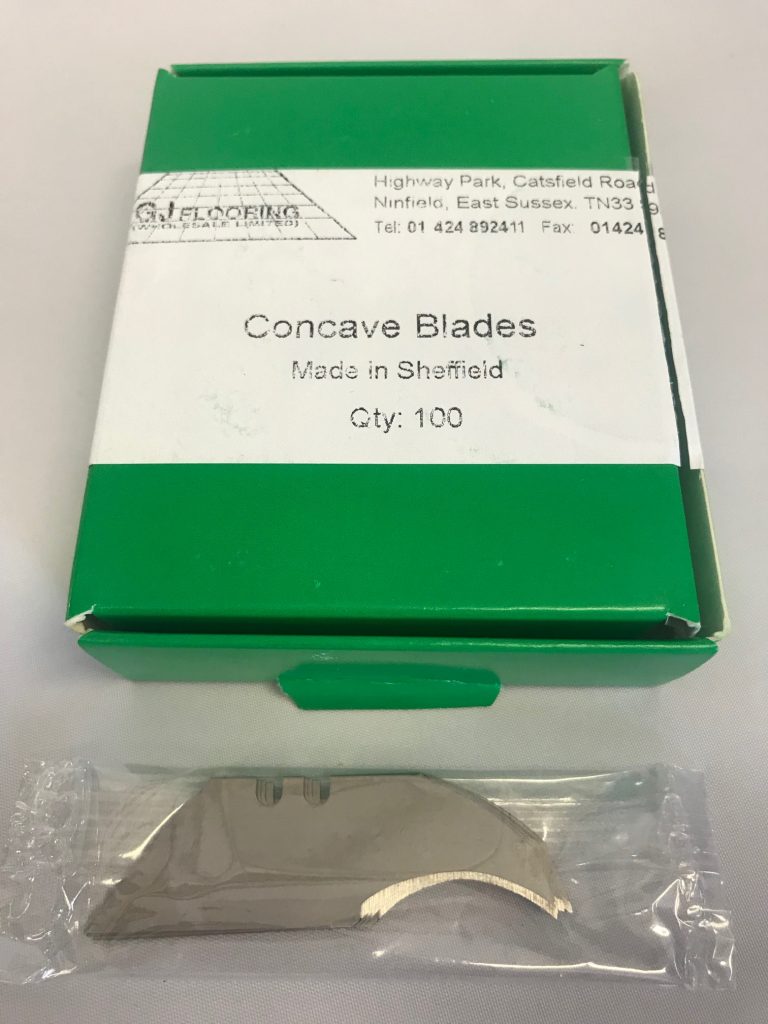 GJ FLOORING
(WHOLESALE LIMITED)
Highway Park, Catsfield Road
Ninfield, East Sussex. TN33
Tel: 01 424 892411 Fax: 01424
Concave Blades
Made in Sheffield
Qty: 100